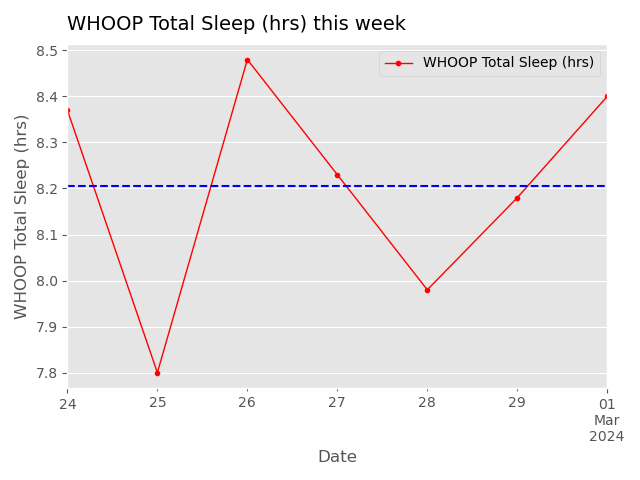 WHOOP Total Sleep (hrs) this week
WHOOP Total Sleep (hrs)
WHOOP Total Sleep (hrs)
8.5
8.4
8.3
8.2
8.1
8.0
7.9
7.8
24 25 26 27 28 29 01
Mar
2024
Date